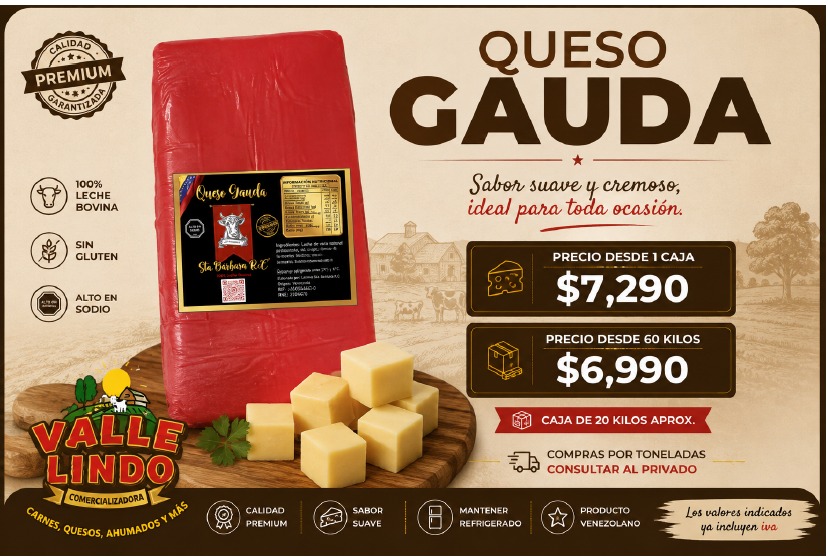 CALIDAD
PREMIUM
GARANTIZADA
QUESO
GAUDA
Sabor suave y cremoso,
ideal para toda ocasión.
100%
LECHE
BOVINA
SIN
GLUTEN
ALTO EN
SODIO
Queso Gauda
INFORMACIÓN NUTRICIONAL
Sta Barbara R.C
PRECIO DESDE 1 CAJA
$7,290
PRECIO DESDE 60 KILOS
$6,990
CAJA DE 20 KILOS APROX.
COMPRAS POR TONELADAS
CONSULTAR AL PRIVADO
VALLE
LINDO
COMERCIALIZADORA
CARNES, QUESOS, AHUMADOS Y MÁS
CALIDAD
PREMIUM
SABOR
SUAVE
MANTENER
REFRIGERADO
PRODUCTO
VENEZOLANO
Los valores indicados
ya incluyen iva